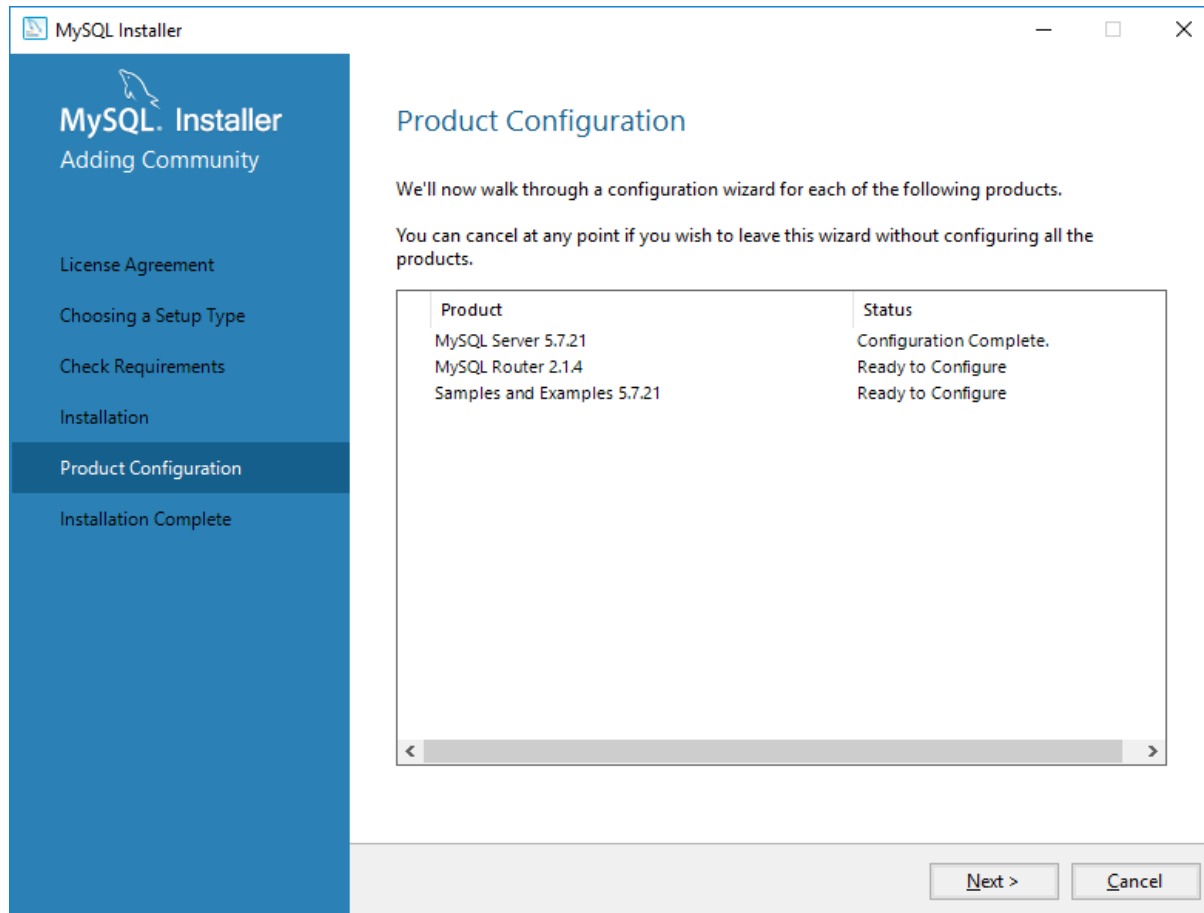 MySQL Installer
MySQL. Installer
Adding Community
License Agreement
Choosing a Setup Type
Check Requirements
Installation
Product Configuration
Installation Complete
Product Configuration
We'll now walk through a configuration wizard for each of the following products.
You can cancel at any point if you wish to leave this wizard without configuring all the
products.
Product Status
MySQL Server 5.7.21 Configuration Complete.
MySQL Router 2.1.4 Ready to Configure
Samples and Examples 5.7.21 Ready to Configure
Next > Cancel